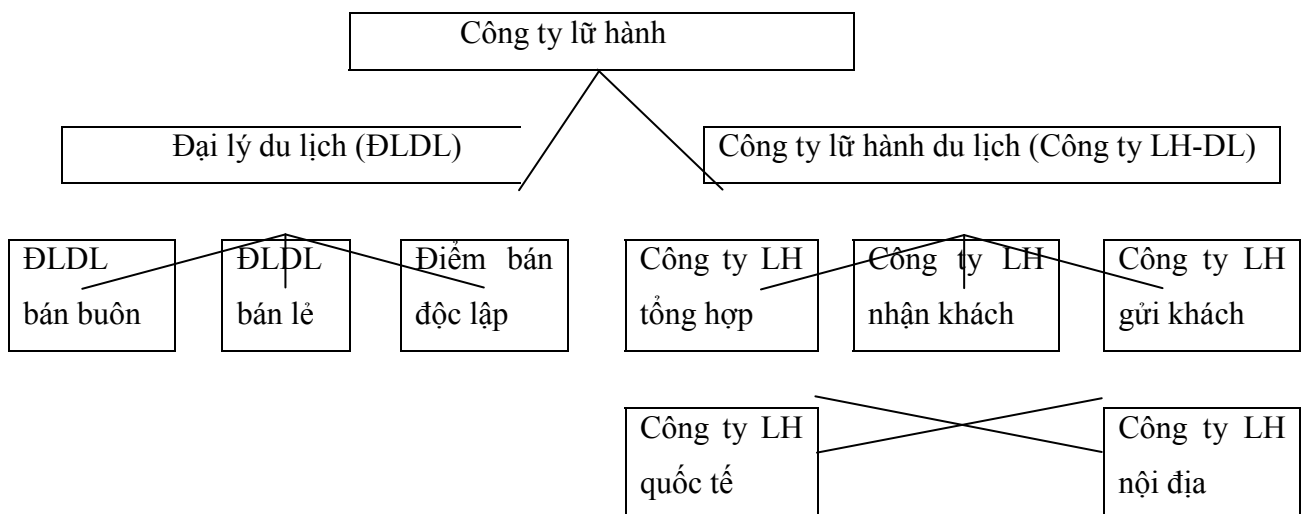 Công ty lữ hành
Đại lý du lịch (ĐLDL)
Công ty lữ hành du lịch (Công ty LH-DL)
ĐLDL
bán buôn
ĐLDL
bán lẻ
Điểm bán
độc lập
Công ty LH
tổng hợp
Công ty LH
nhận khách
Công ty LH
gửi khách
Công ty LH
quốc tế
Công ty LH
nội địa